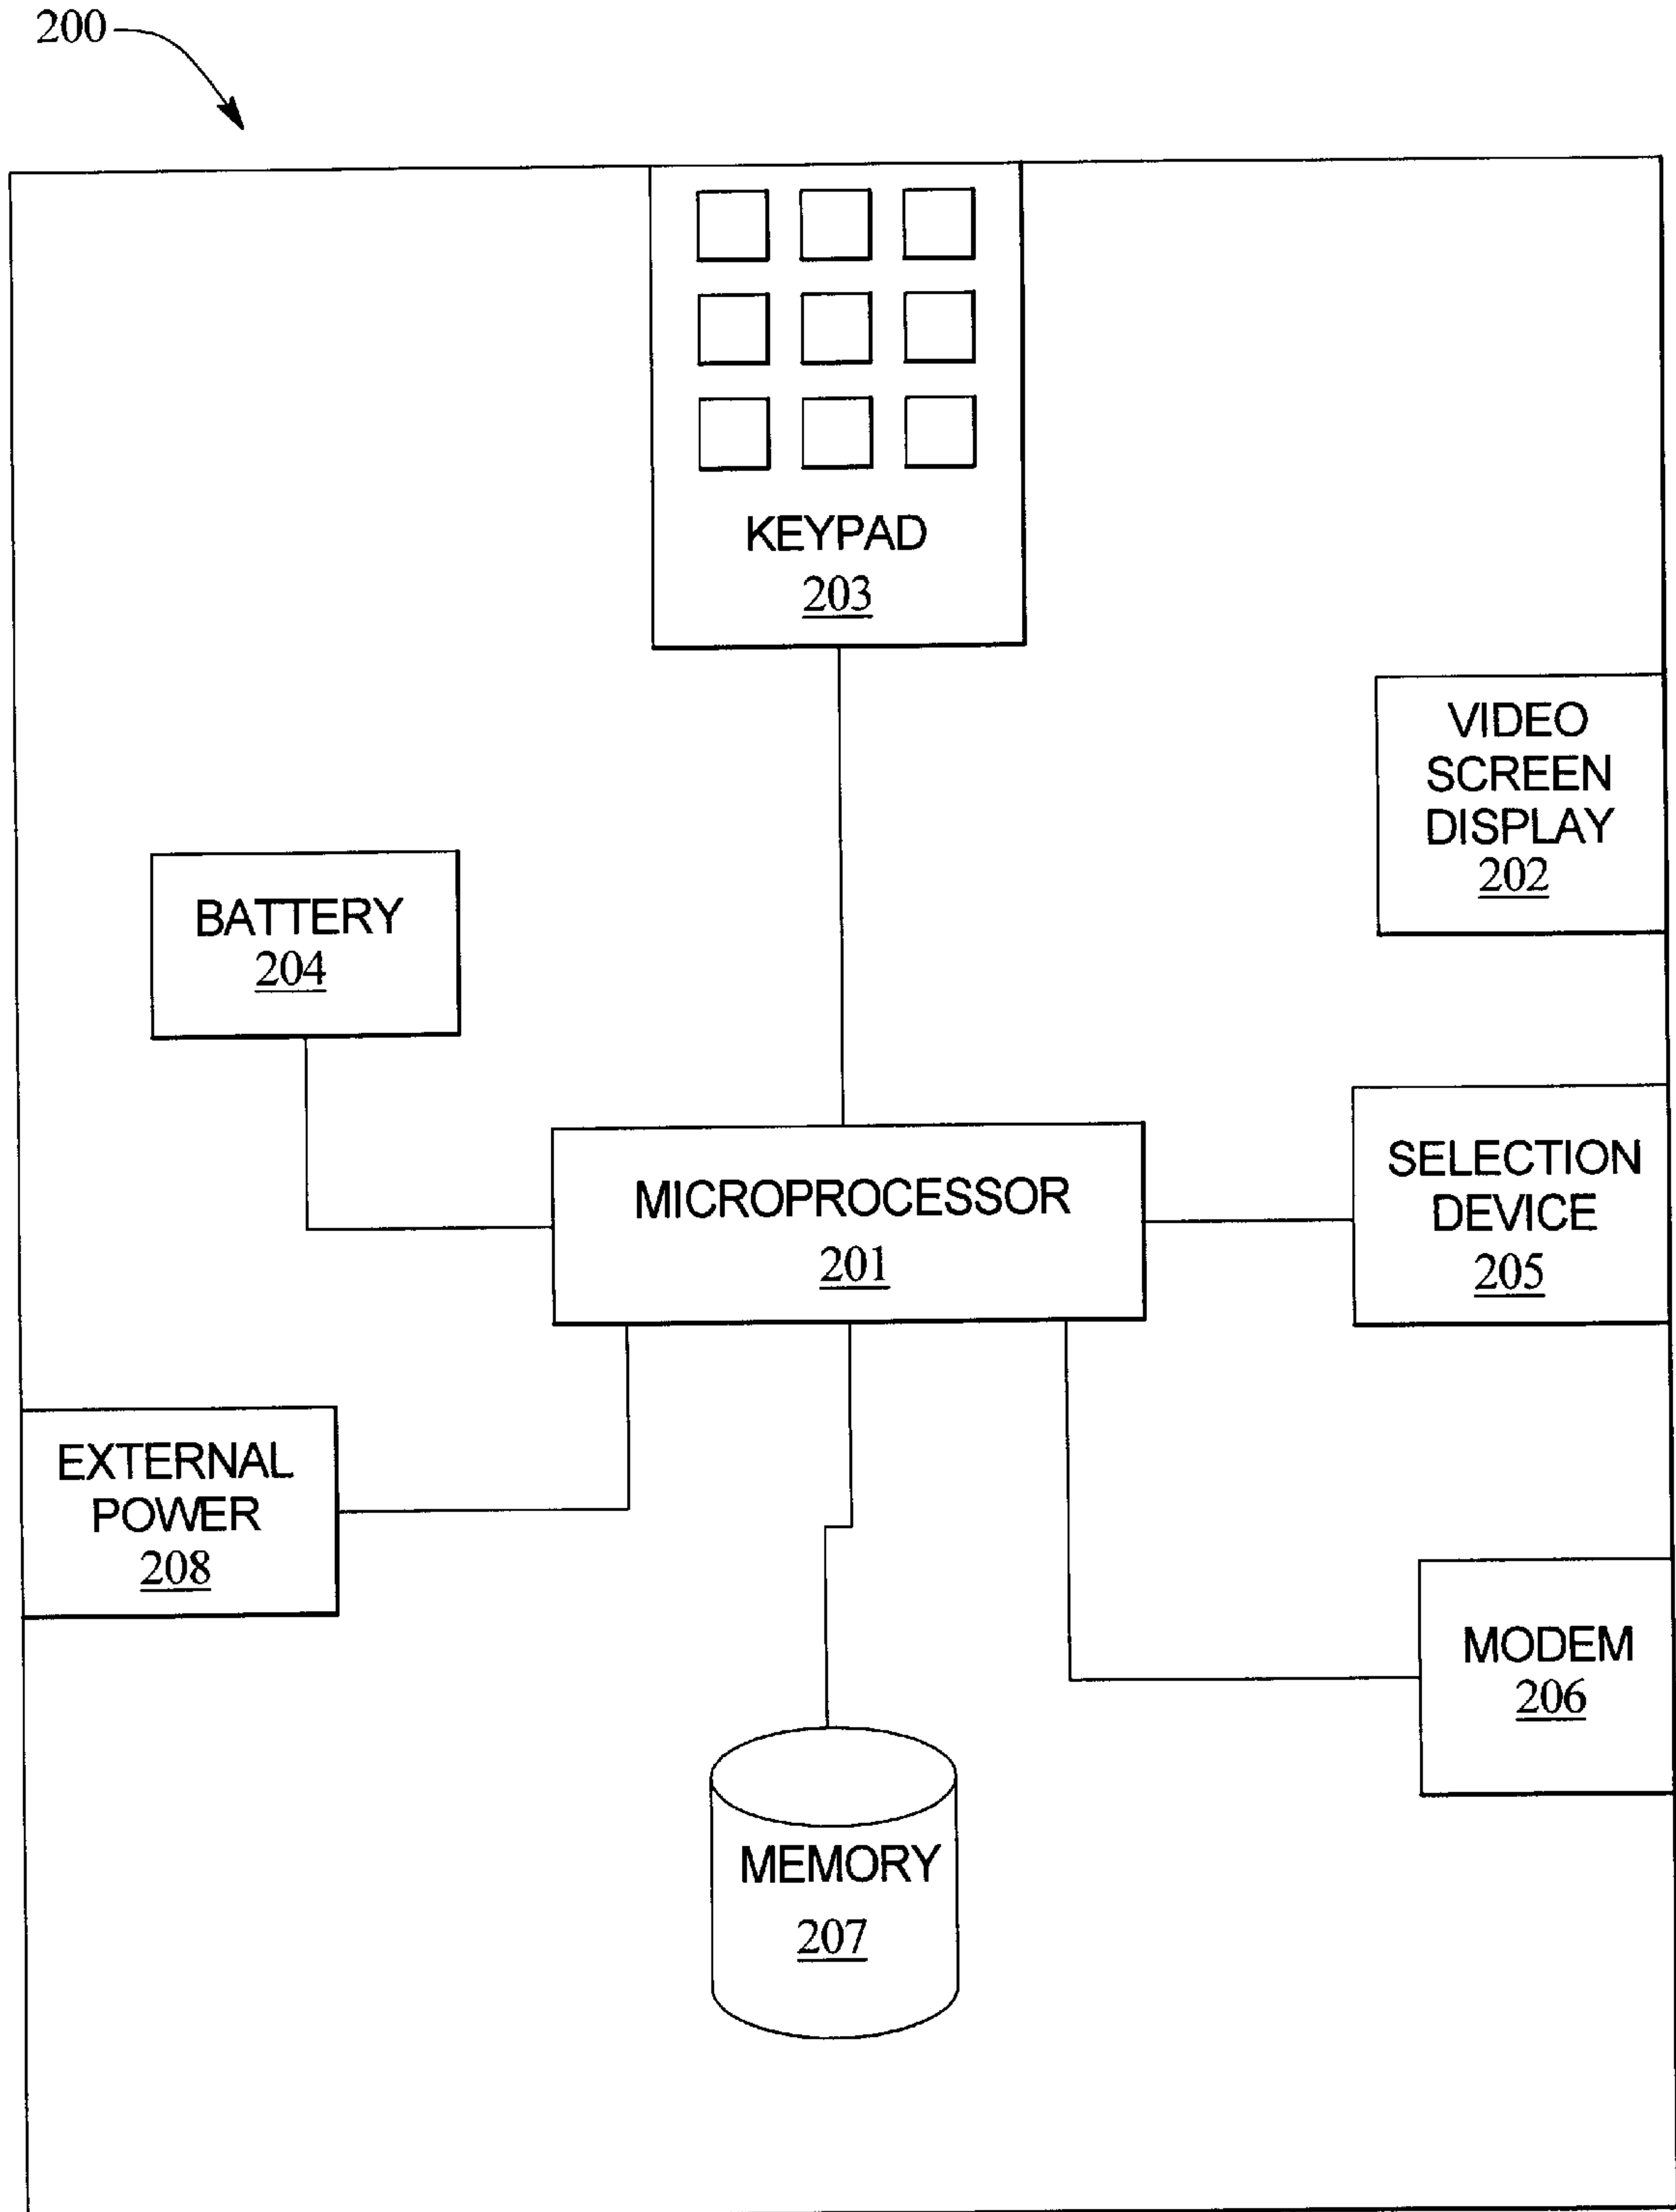 200
KEYPAD
203
VIDEO
SCREEN
DISPLAY
202
BATTERY
204
MICROPROCESSOR
201
SELECTION
DEVICE
205
EXTERNAL
POWER
208
MODEM
206
MEMORY
207